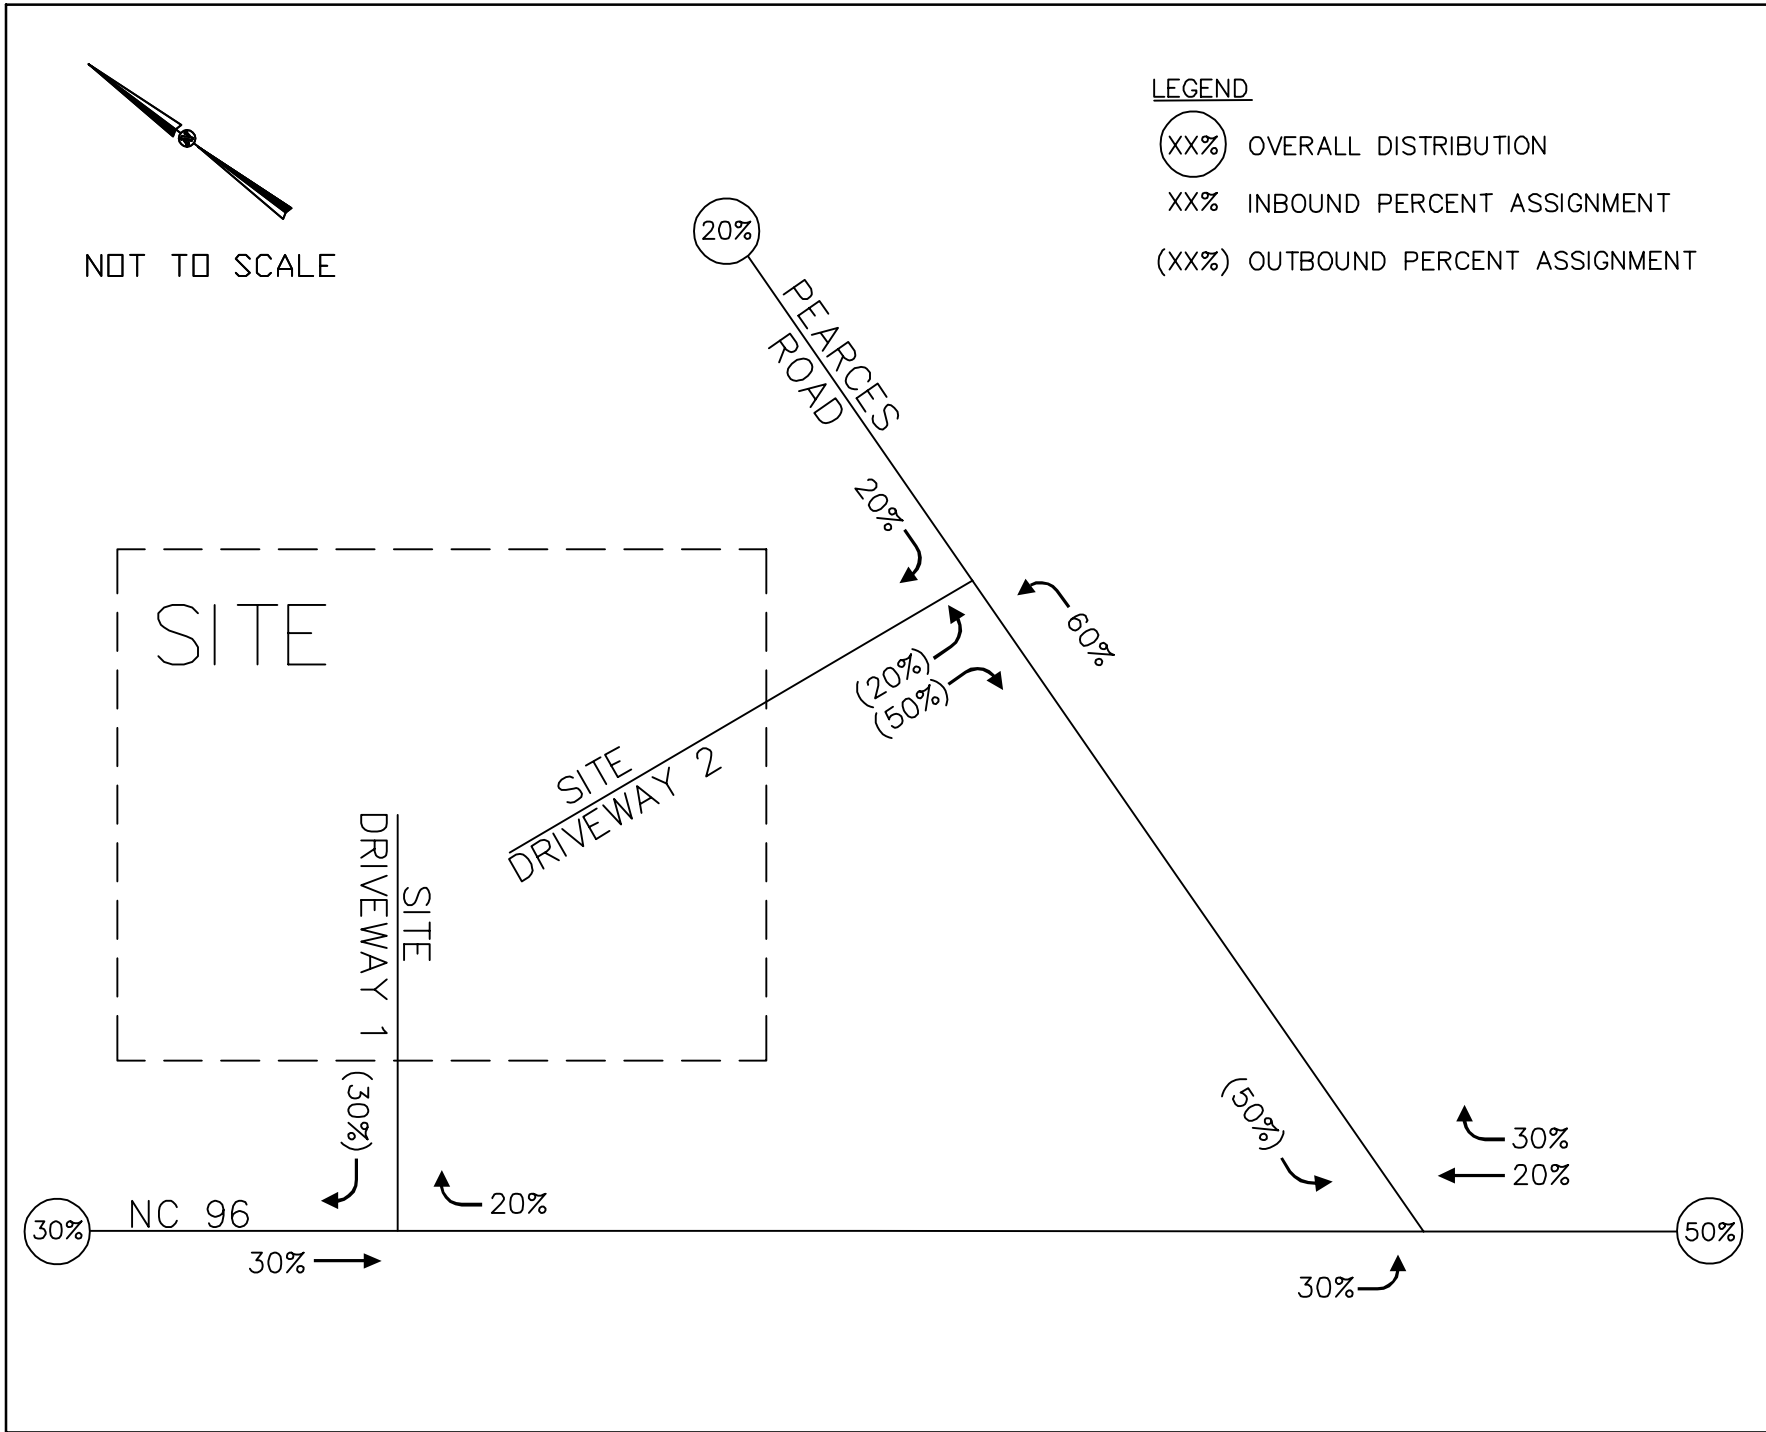 LEGEND
XX% OVERALL DISTRIBUTION
XX% INBOUND PERCENT ASSIGNMENT
(XX%) OUTBOUND PERCENT ASSIGNMENT
NOT TO SCALE
20%
PEARCES
ROAD
20%
60%
(20%)
(50%)
SITE
SITE
DRIVEWAY 2
SITE
DRIVEWAY 1
(30%)
20%
30%
NC 96
30%
(50%)
30%
20%
50%
30%